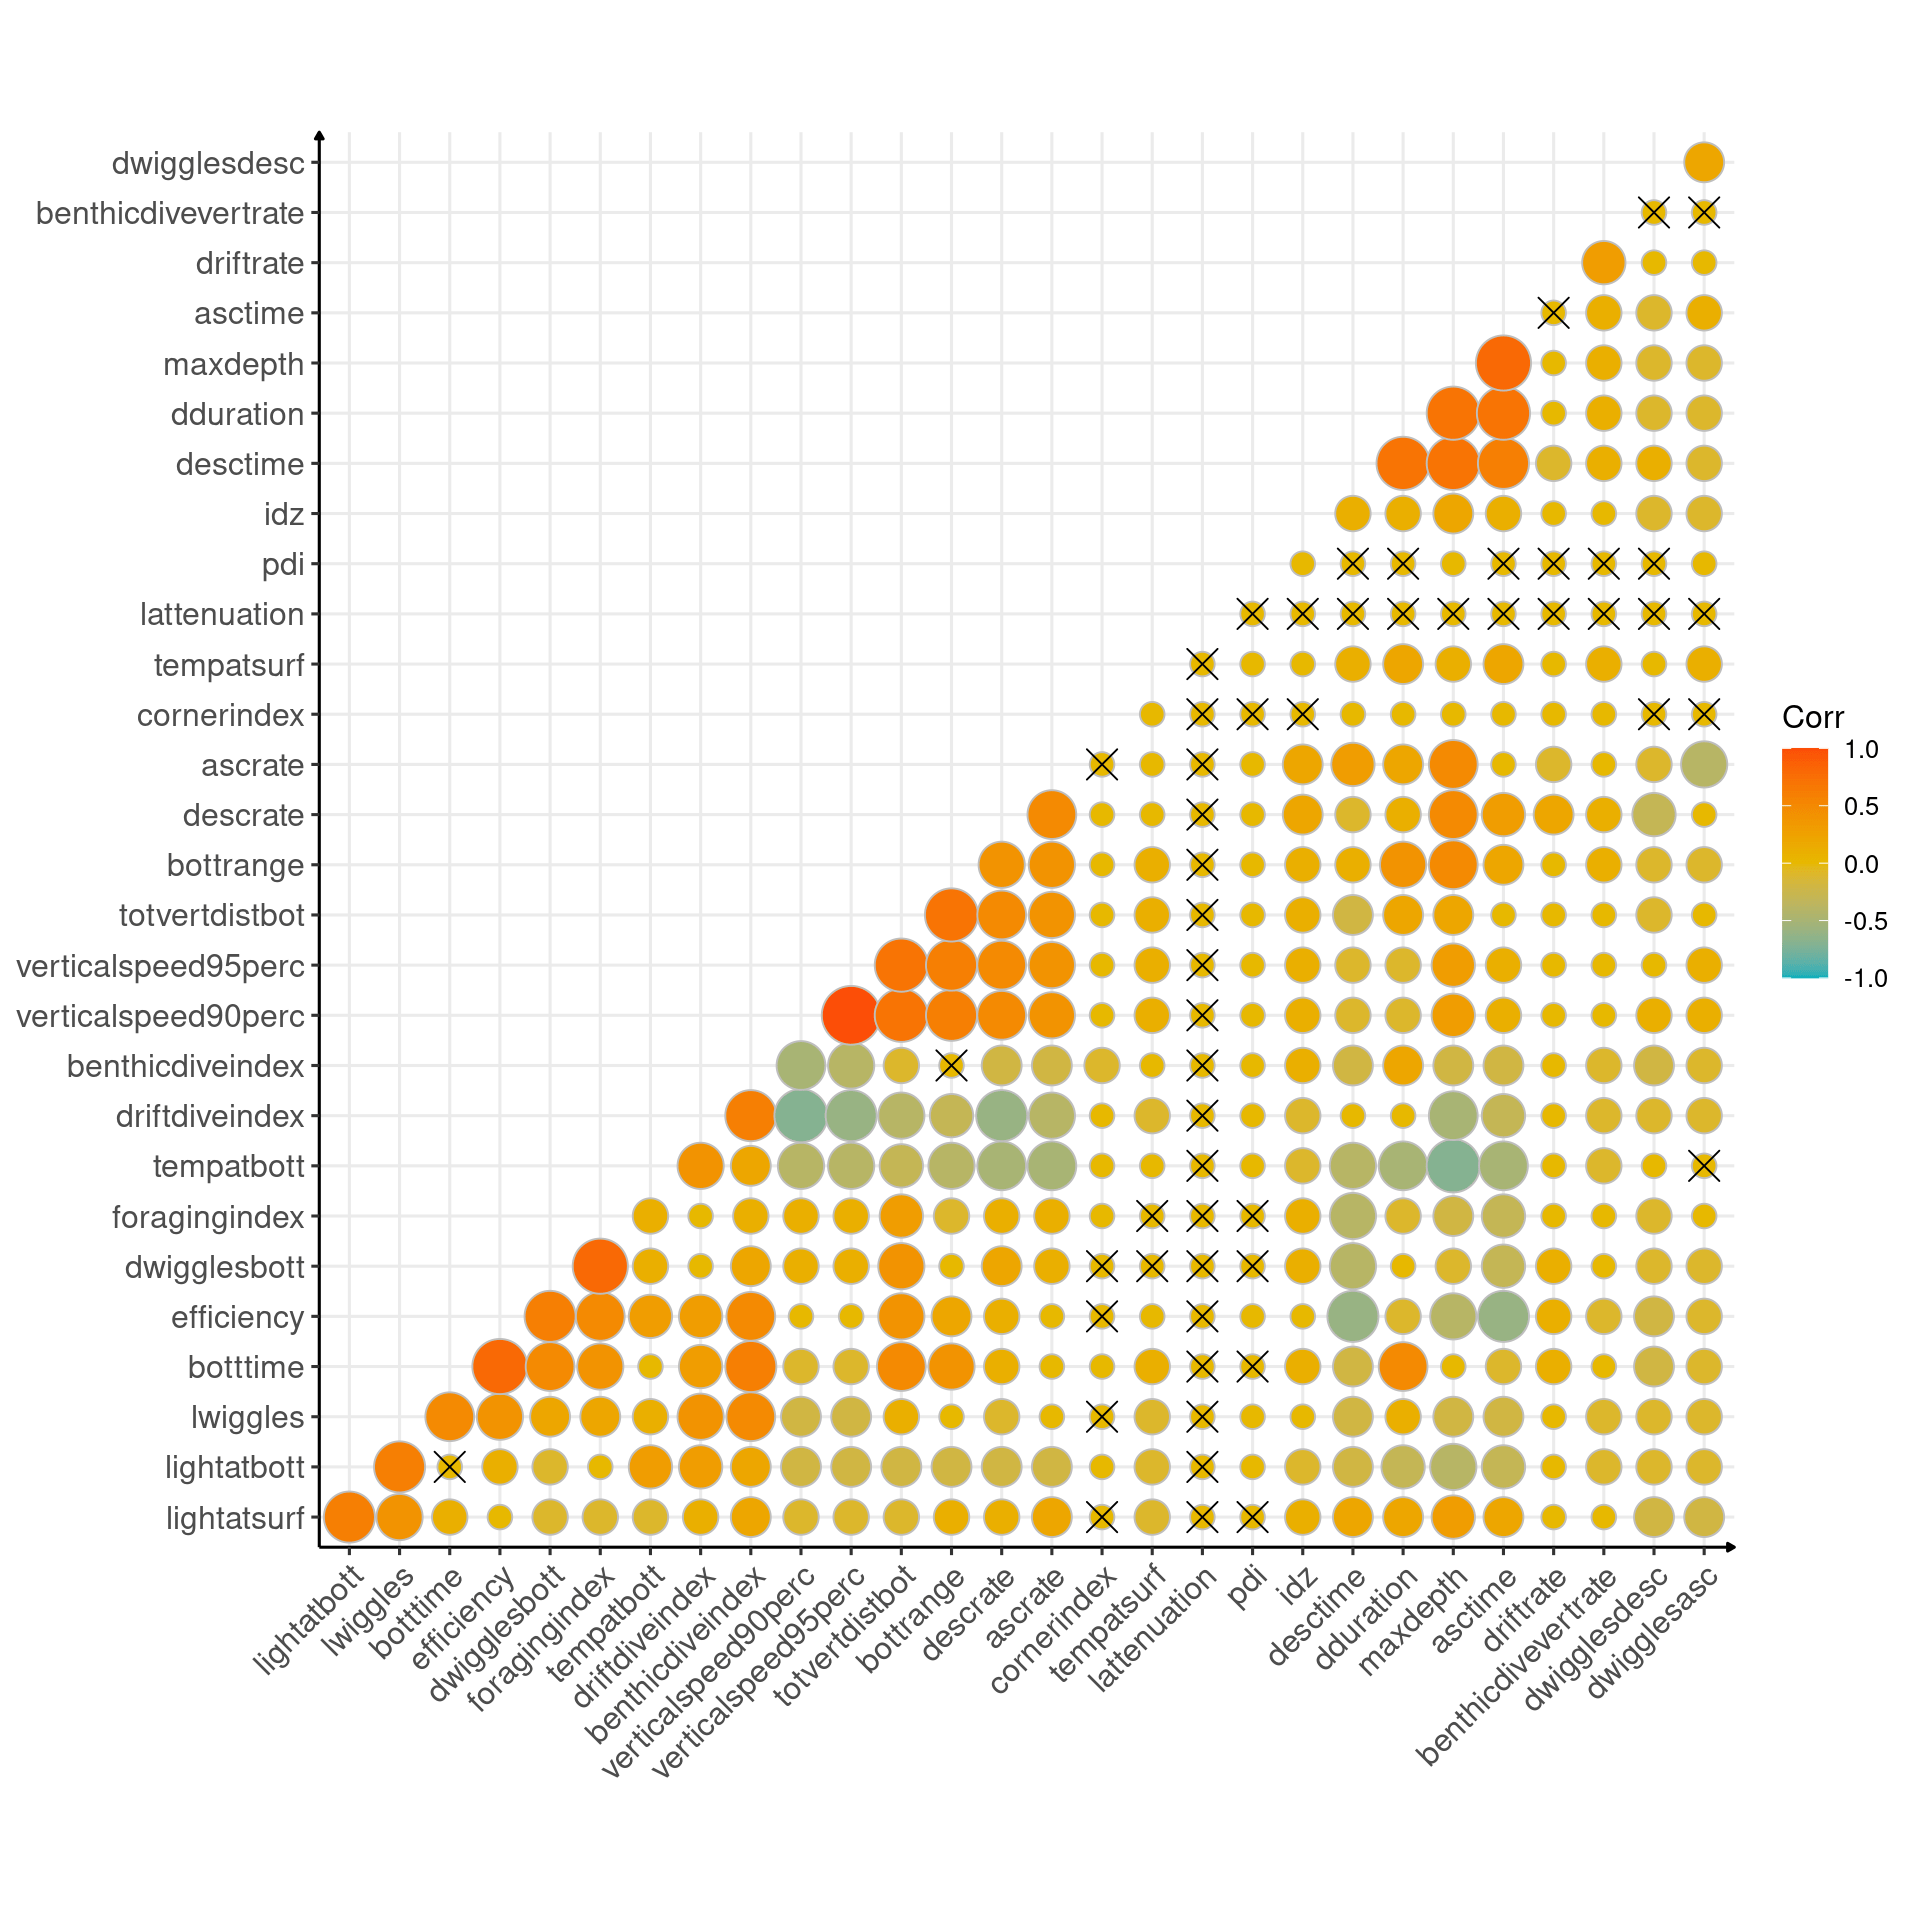 dwigglesdesc
benthicdivevertrate
driftrate
asctime
maxdepth
dduration
desctime
idz
pdi
lattenuation
tempatsurf
cornerindex
ascrate
descrate
bottrange
totvertdistbot
verticalspeed95perc
verticalspeed90perc
benthicdiveindex
driftdiveindex
tempatbott
foragingindex
dwigglesbott
efficiency
botttime
lwiggles
lightatbott
lightatsurf
lightatbott
lwiggles
botttime
efficiency
dwigglesbott
foragingindex
tempatbott
driftdiveindex
benthicdiveindex
verticalspeed90perc
verticalspeed95perc
totvertdistbot
bottrange
descrate
ascrate
cornerindex
tempatsurf
lattenuation
pdi
idz
desctime
dduration
maxdepth
asctime
driftrate
benthicdivevertrate
dwigglesdesc
dwigglesasc
Corr
1.0
0.5
0.0
-0.5
-1.0